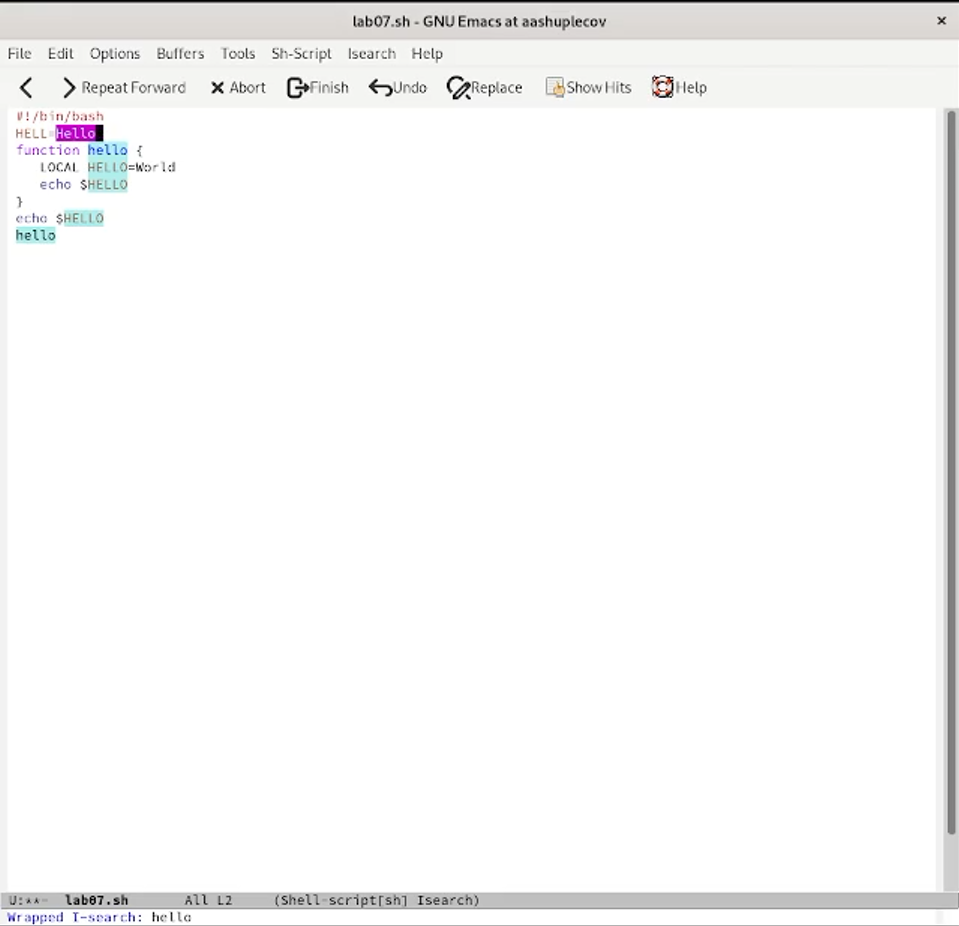 lab07.sh - GNU Emacs at aashuplecov
File Edit Options Buffers Tools Sh-Script Isearch Help
Repeat Forward Abort Finish Undo Replace Show Hits Help
#!/bin/bash
HELL=Hello
function hello {
   LOCAL HELLO=World
   echo $HELLO
}
echo $HELLO
hello
U:**- lab07.sh All L2 (Shell-script[sh] Isearch)
Wrapped I-search: hello